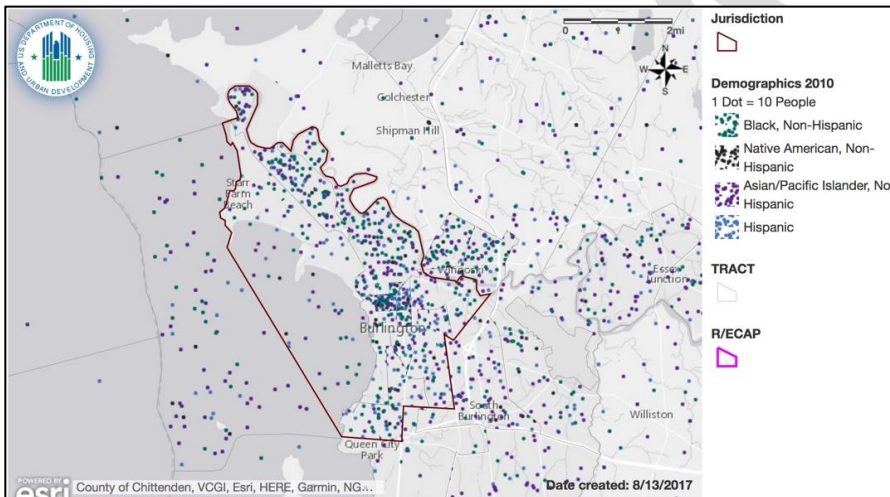 US DEPARTMENT OF HOUSING
AND URBAN DEVELOPMENT
0 1 2mi
N
W E
S
Malletts Bay
Colchester
Shipman Hill
Starr
Farm
Beach
Winooski
Essex
Junction
Burlington
South
Burlington
Williston
Queen City
Park
POWERED BY
esri
County of Chittenden, VCGI, Esri, HERE, Garmin, NG...
Date created: 8/13/2017
Jurisdiction
Demographics 2010
1 Dot = 10 People
Black, Non-Hispanic
Native American, Non-
Hispanic
Asian/Pacific Islander, No
Hispanic
Hispanic
TRACT
R/ECAP